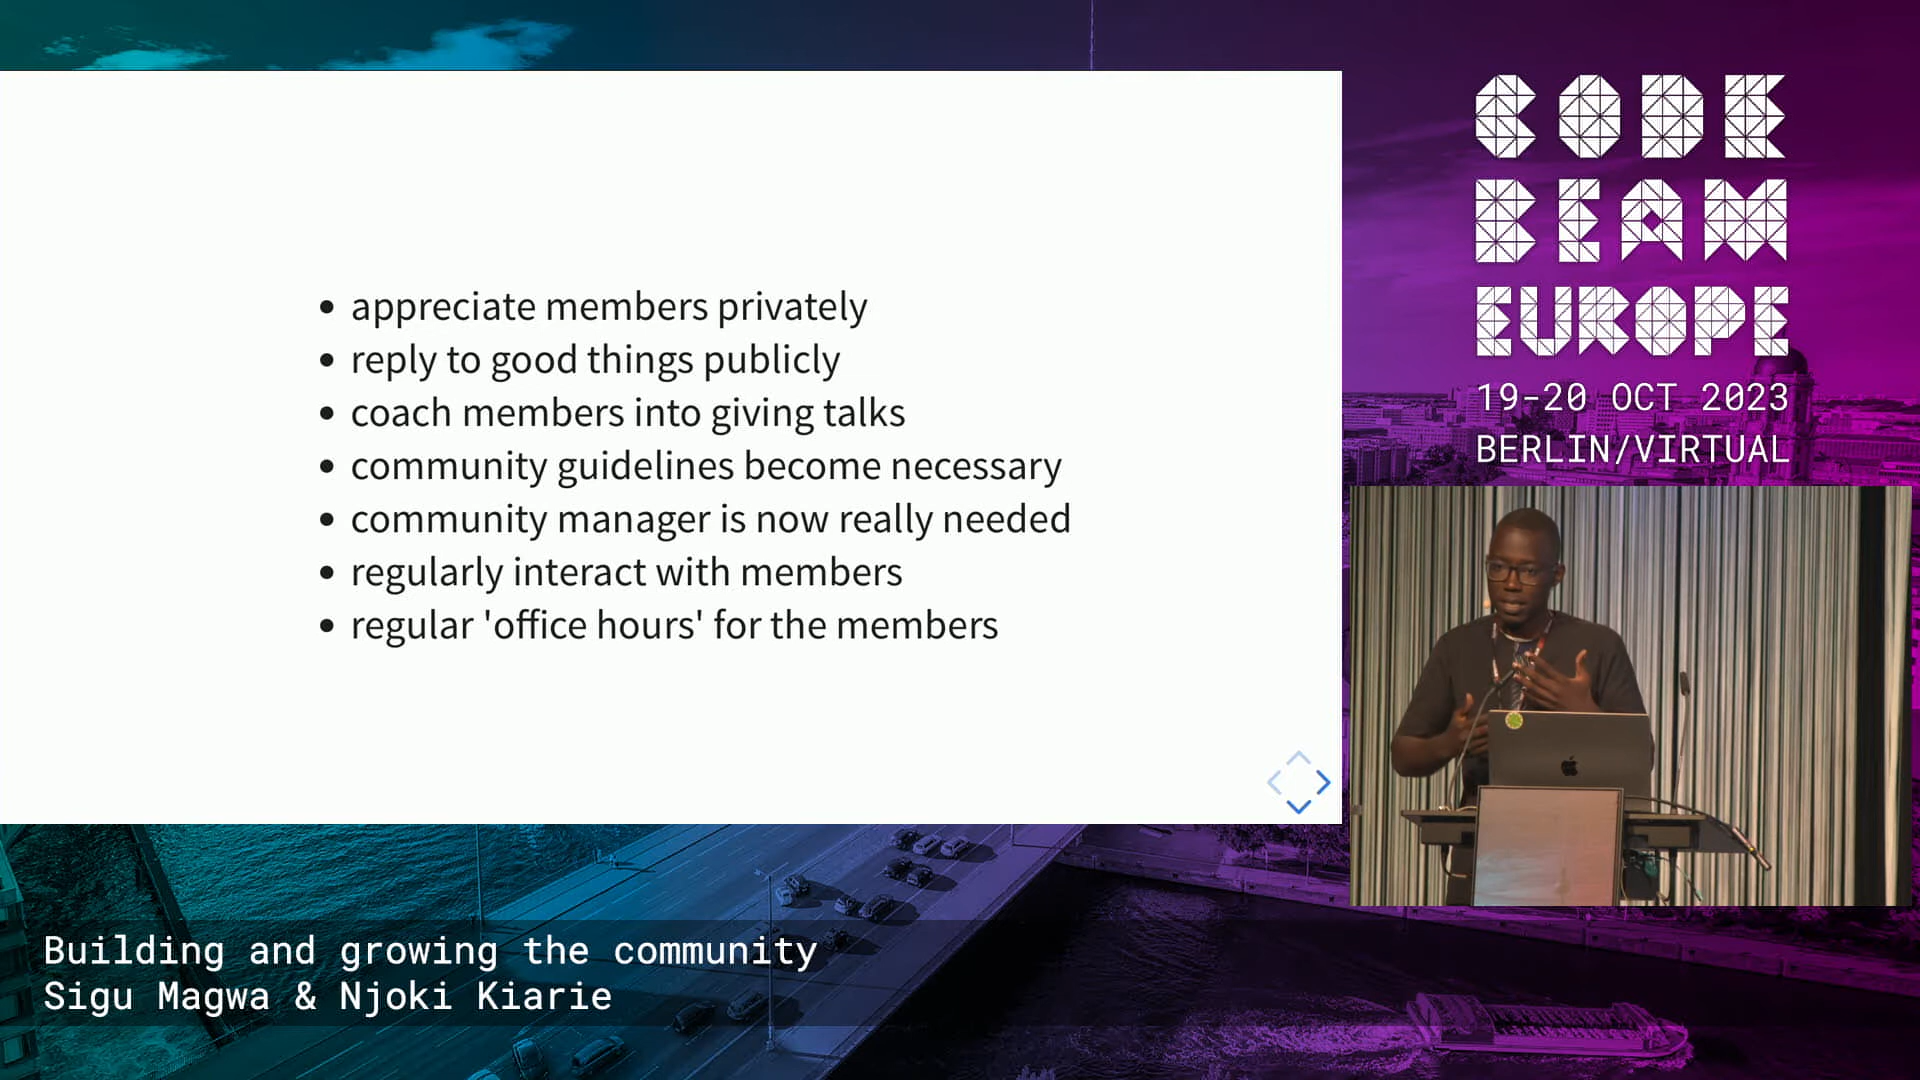 appreciate members privately
reply to good things publicly
coach members into giving talks
community guidelines become necessary
community manager is now really needed
regularly interact with members
regular 'office hours' for the members
CODE
BEAM
EUROPE
19-20 OCT 2023
BERLIN/VIRTUAL
Building and growing the community
Sigu Magwa & Njoki Kiarie